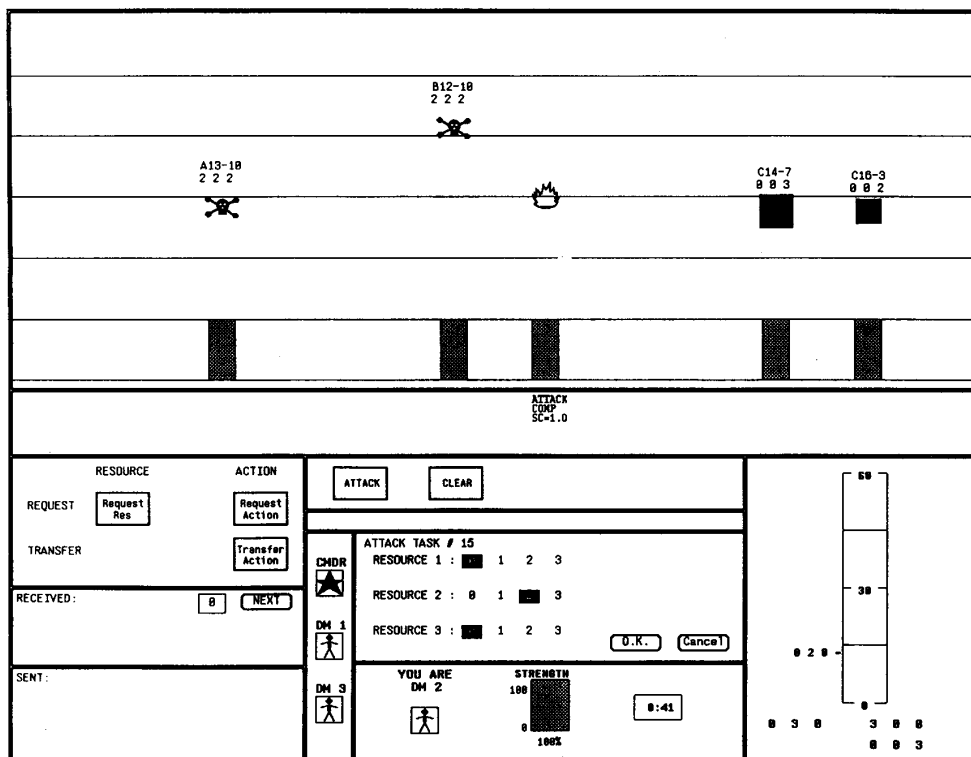 B12-10
2 2 2
A13-10
2 2 2
C14-7
0 0 3
C16-3
0 0 2
ATTACK
COMP
SC=1.0
RESOURCE ACTION
REQUEST Request Res Request Action
TRANSFER Transfer Action
RECEIVED: 0 NEXT
SENT:
ATTACK CLEAR
CMDR
DM 1
DM 3
ATTACK TASK # 15
RESOURCE 1 : 1 2 3
RESOURCE 2 : 0 1 3
RESOURCE 3 : 1 2 3
O.K. Cancel
YOU ARE
DM 2
STRENGTH
100
0
100%
0:41
60
30
0 2 0
0
0 3 0 3 0 0
0 0 3